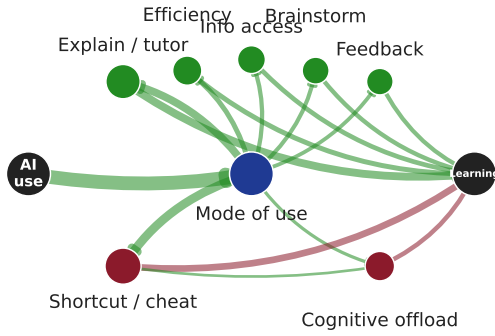 Efficiency
Brainstorm
Info access
Explain / tutor
Feedback
AI
use
Learning
Mode of use
Shortcut / cheat
Cognitive offload